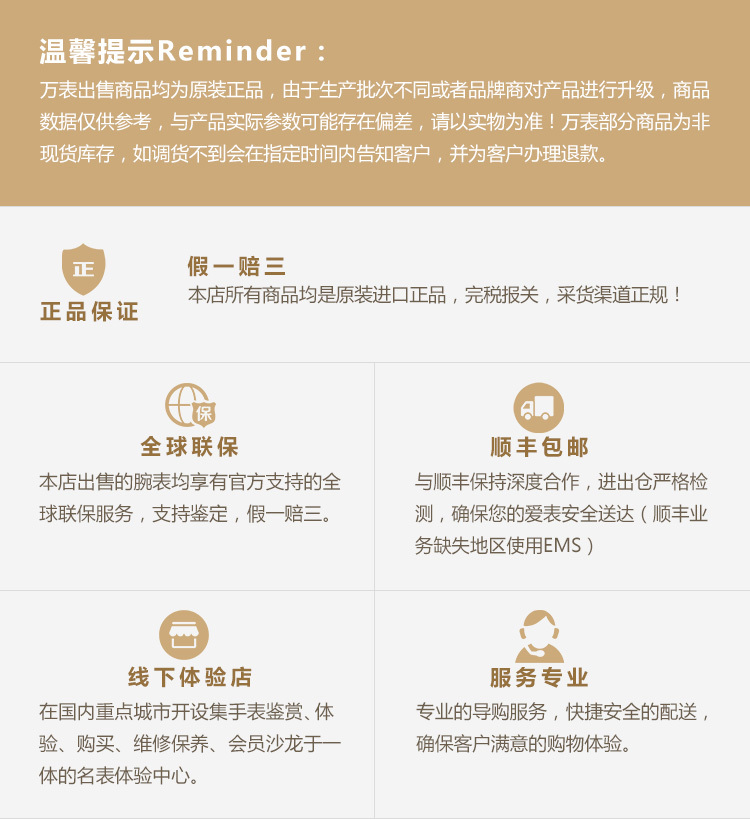 温馨提示Reminder：
万表出售商品均为原装正品，由于生产批次不同或者品牌商对产品进行升级，商品
数据仅供参考，与产品实际参数可能存在偏差，请以实物为准！万表部分商品为非
现货库存，如调货不到会在指定时间内告知客户，并为客户办理退款。
正
正品保证
假一赔三
本店所有商品均是原装进口正品，完税报关，采货渠道正规！
保
全球联保
本店出售的腕表均享有官方支持的全
球联保服务，支持鉴定，假一赔三。
顺丰包邮
与顺丰保持深度合作，进出仓严格检
测，确保您的爱表安全送达（顺丰业
务缺失地区使用EMS）
线下体验店
在国内重点城市开设集手表鉴赏、体
验、购买、维修保养、会员沙龙于一
体的名表体验中心。
服务专业
专业的导购服务，快捷安全的配送，
确保客户满意的购物体验。